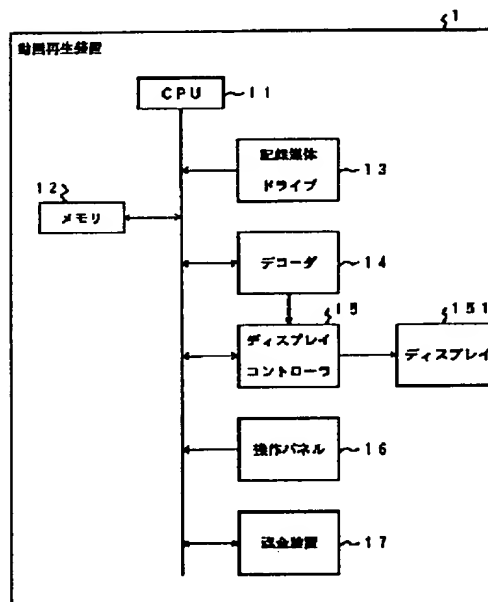 1
動画再生装置
CPU
11
記録媒体
ドライブ
13
12
メモリ
デコーダ
14
15
ディスプレイ
コントローラ
151
ディスプレイ
操作パネル
16
送金装置
17